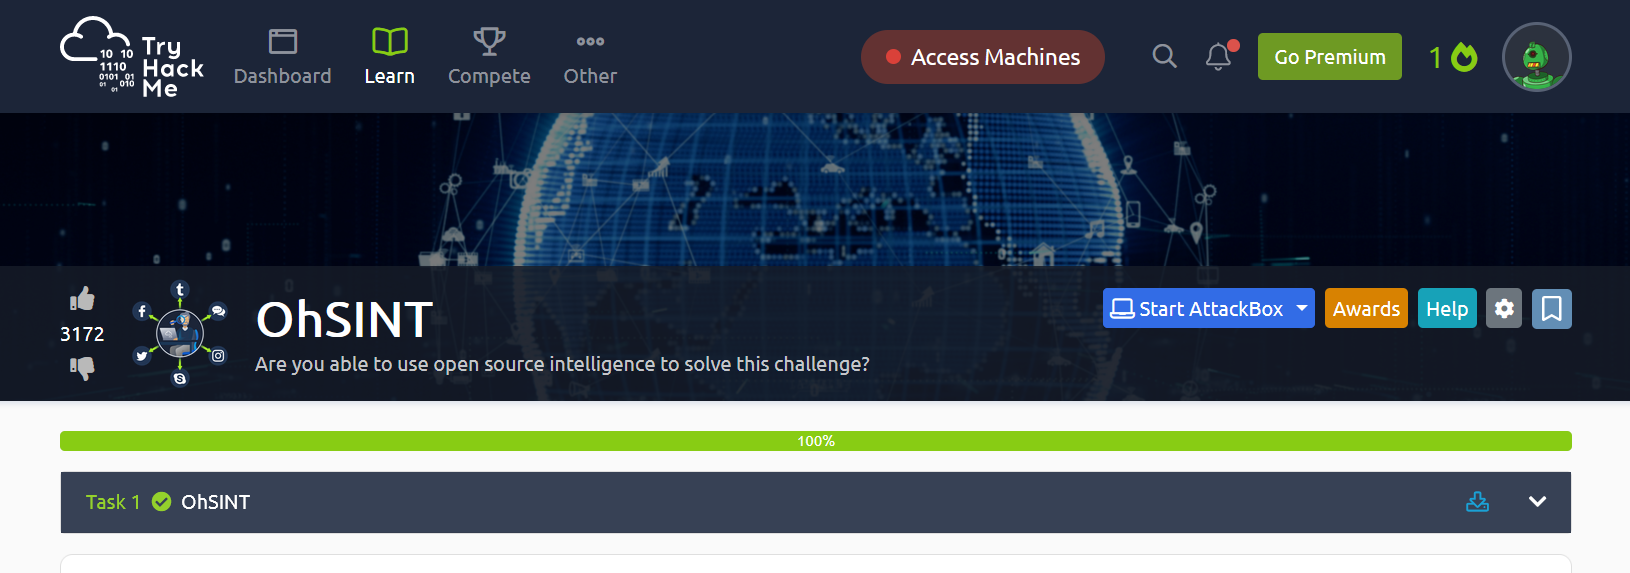 Try
Hack
Me
10 10
1110
0101 01
01 010
01
Dashboard
Learn
Compete
Other
Access Machines
Go Premium
1
3172
OhSINT
Are you able to use open source intelligence to solve this challenge?
Start AttackBox
Awards
Help
100%
Task 1
OhSINT